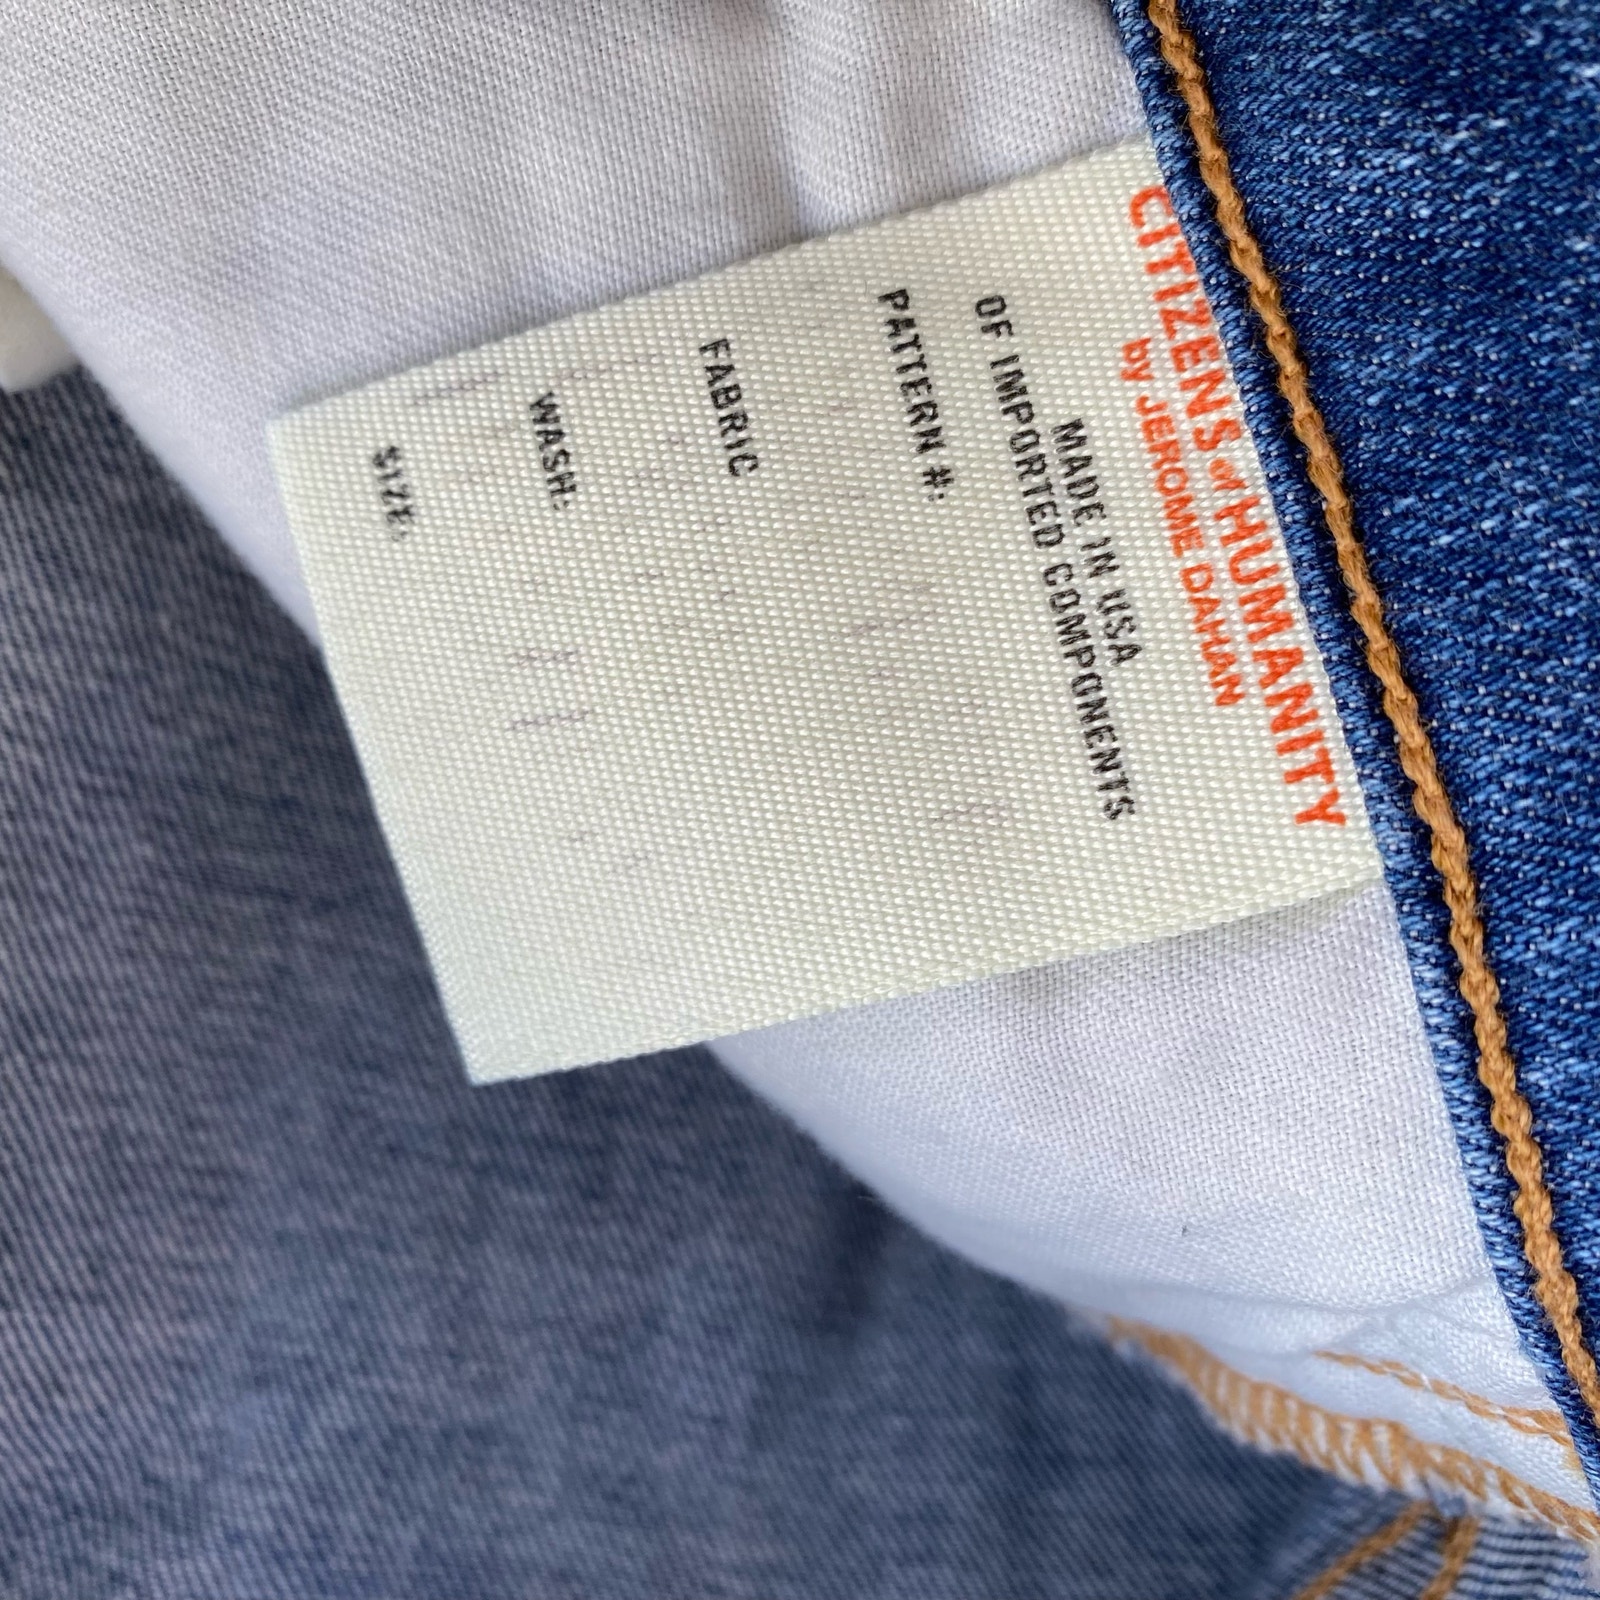 CITIZENS of HUMANITY
by JEROME DAHAN
MADE IN USA
OF IMPORTED COMPONENTS
PATTERN #:
FABRIC
WASH:
SIZE: